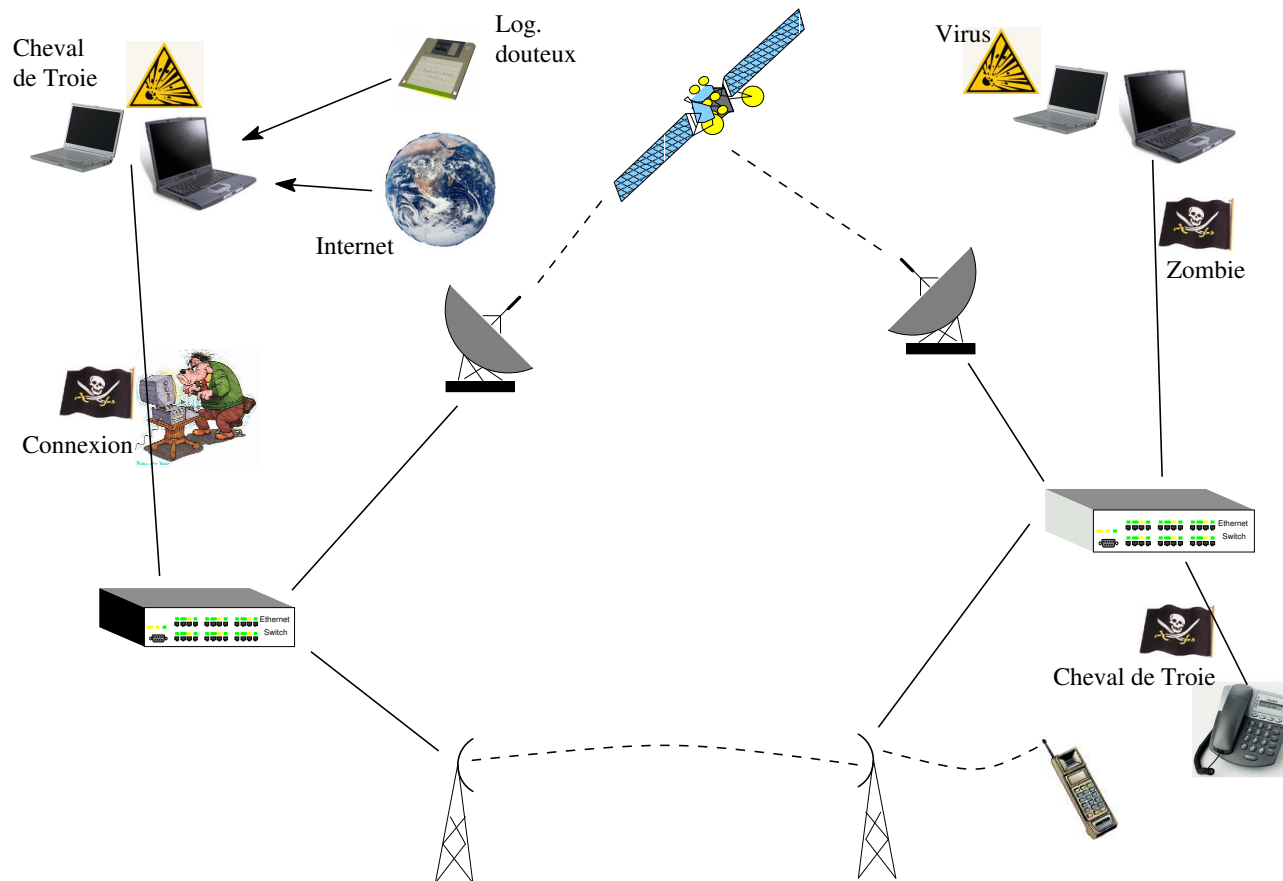 Cheval
de Troie
Log.
douteux
Virus
Internet
Zombie
Connexion
Ethernet
Switch
Ethernet
Switch
Cheval de Troie